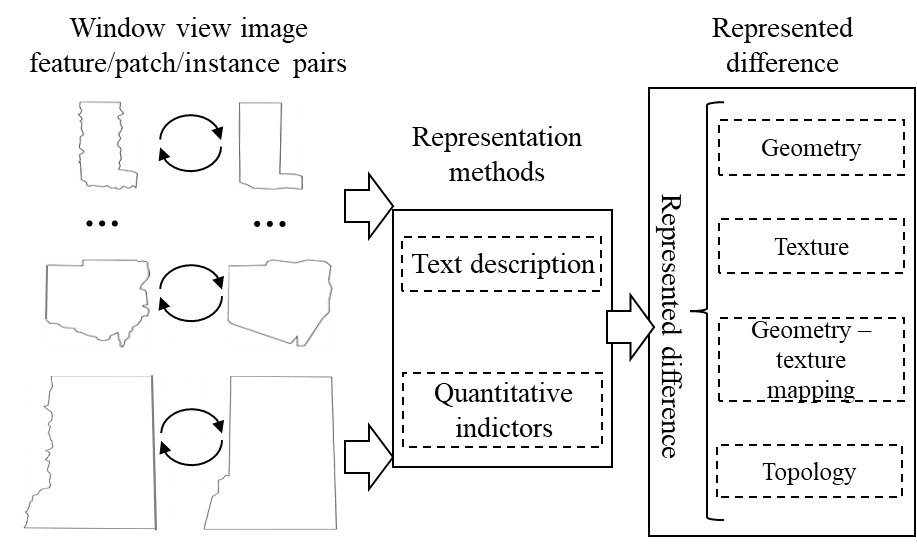 Window view image
feature/patch/instance pairs
Representation
methods
Text description
Quantitative
indictors
Represented
difference
Represented difference
Geometry
Texture
Geometry –
texture
mapping
Topology